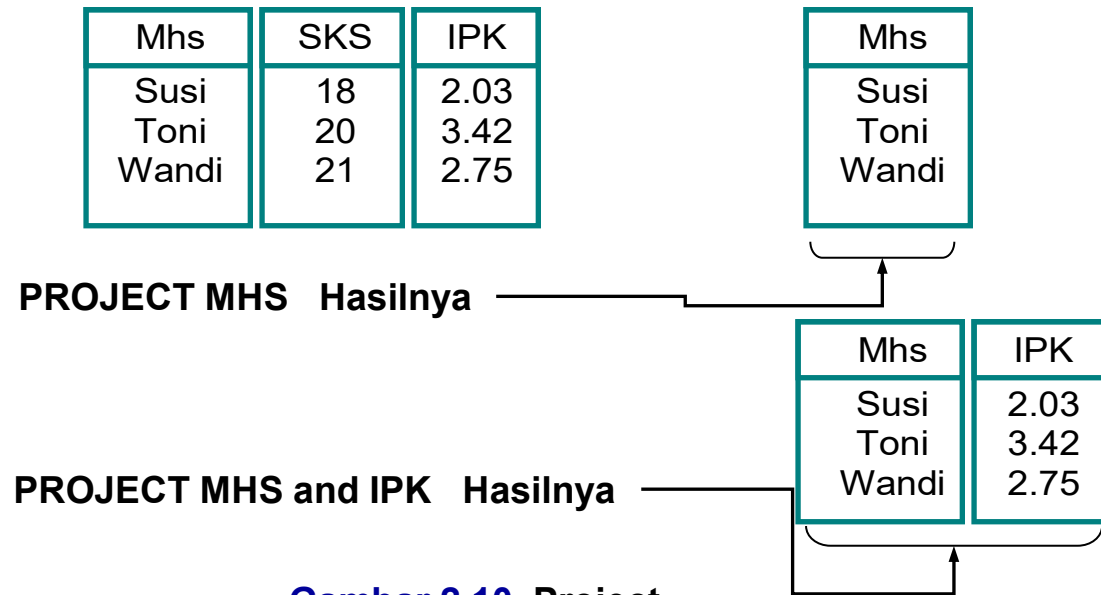 Mhs SKS IPK
Susi 18 2.03
Toni 20 3.42
Wandi 21 2.75
Mhs
Susi
Toni
Wandi
PROJECT MHS Hasilnya
Mhs IPK
Susi 2.03
Toni 3.42
Wandi 2.75
PROJECT MHS and IPK Hasilnya
Project